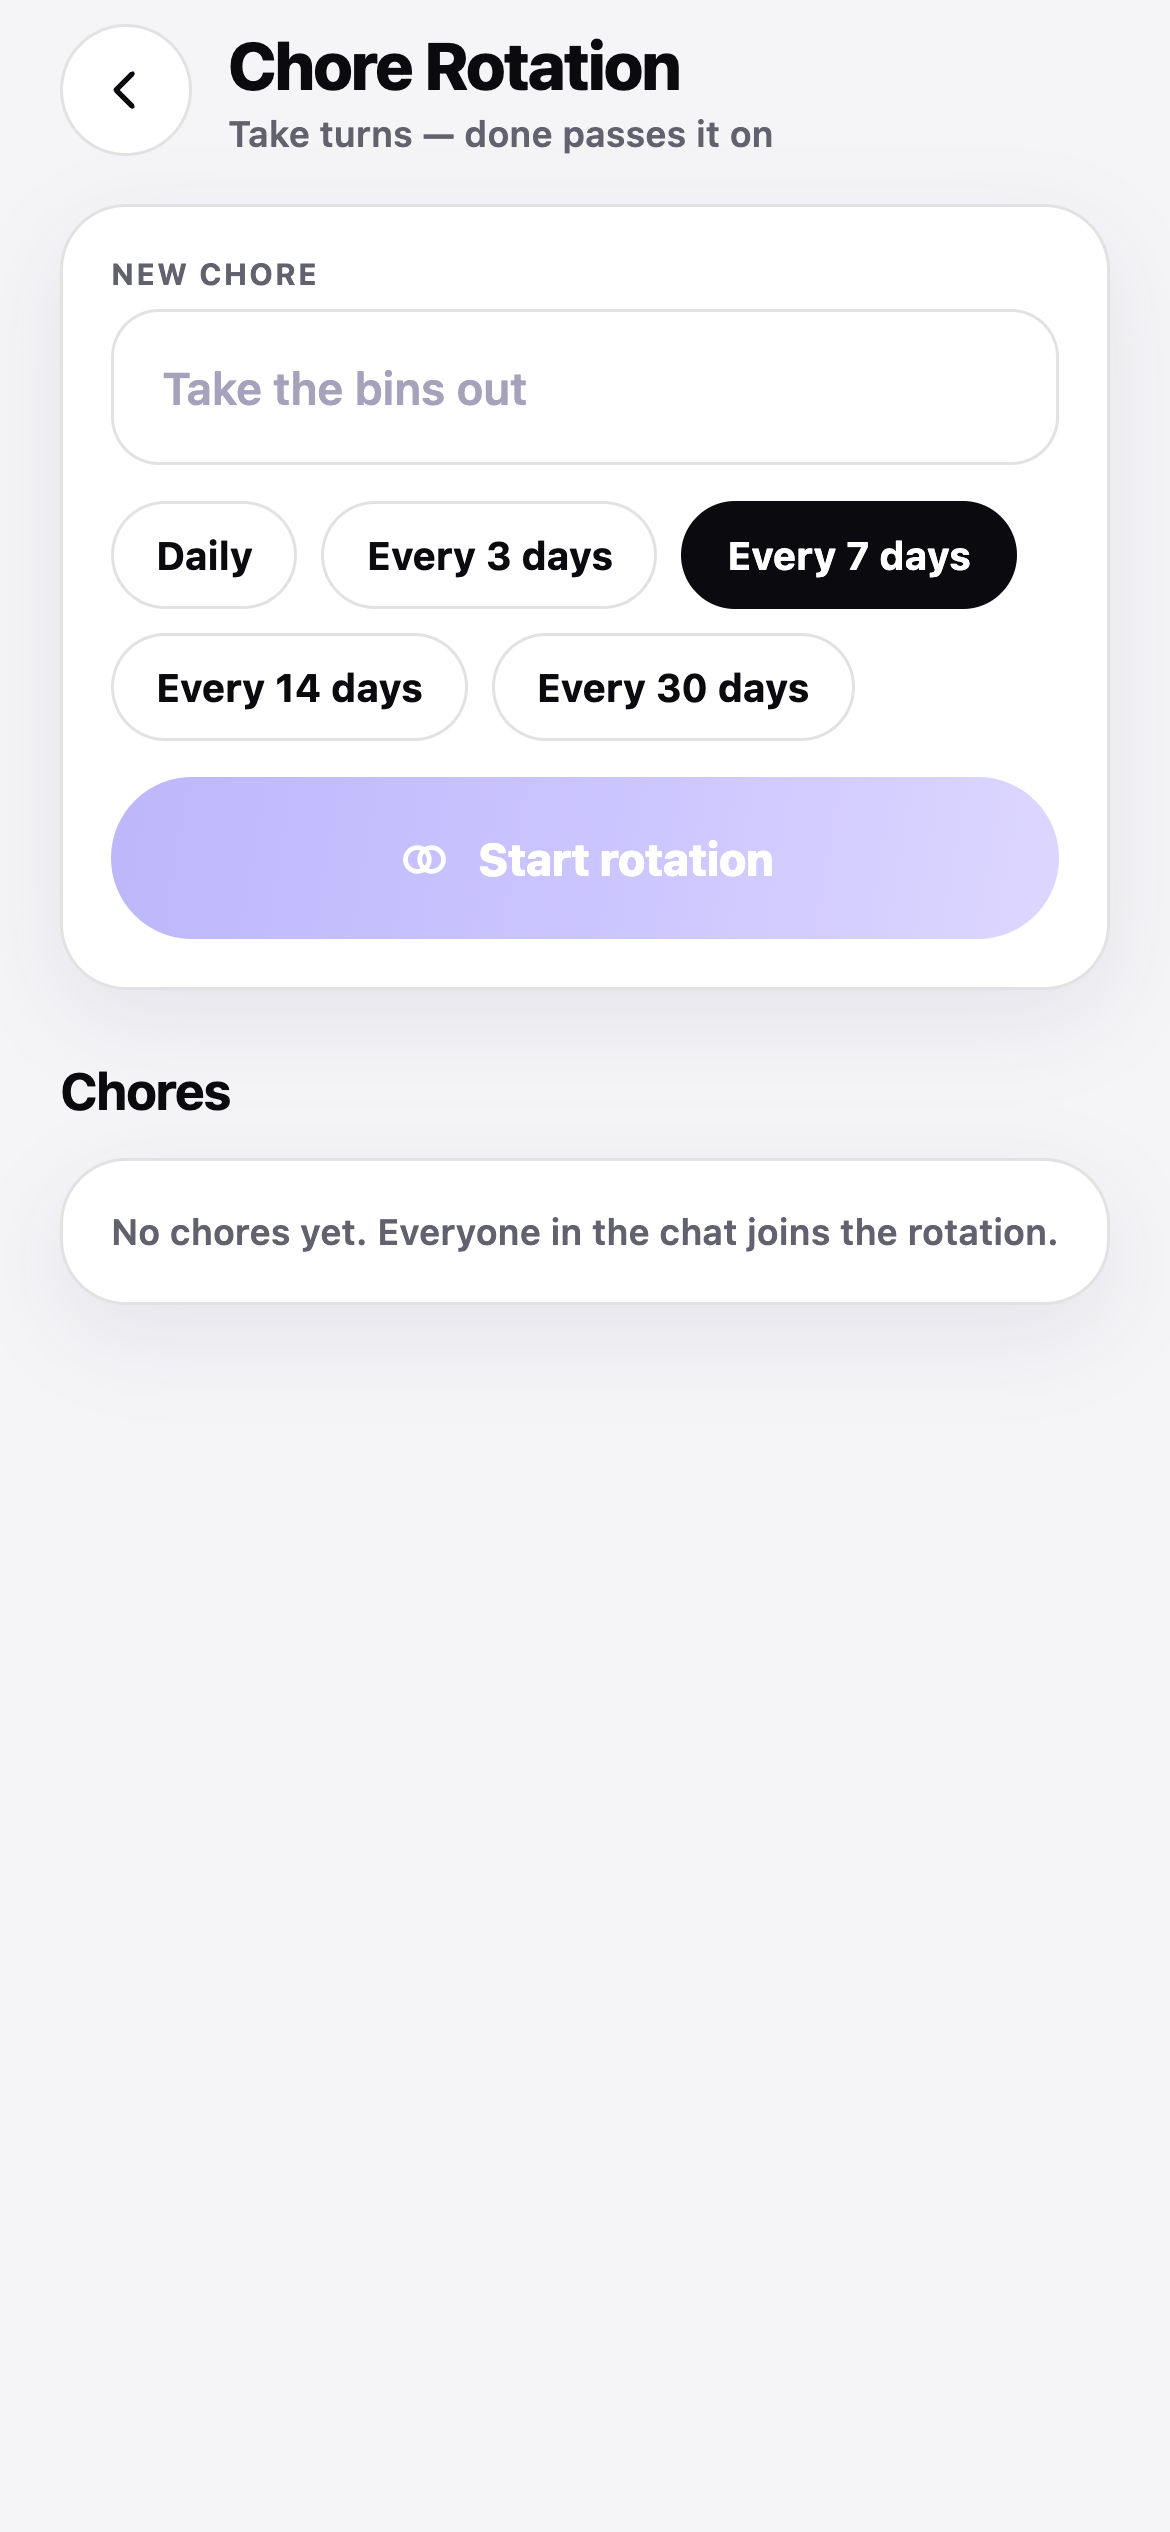 Chore Rotation
Take turns — done passes it on
NEW CHORE
Take the bins out
Daily
Every 3 days
Every 7 days
Every 14 days
Every 30 days
Start rotation
Chores
No chores yet. Everyone in the chat joins the rotation.